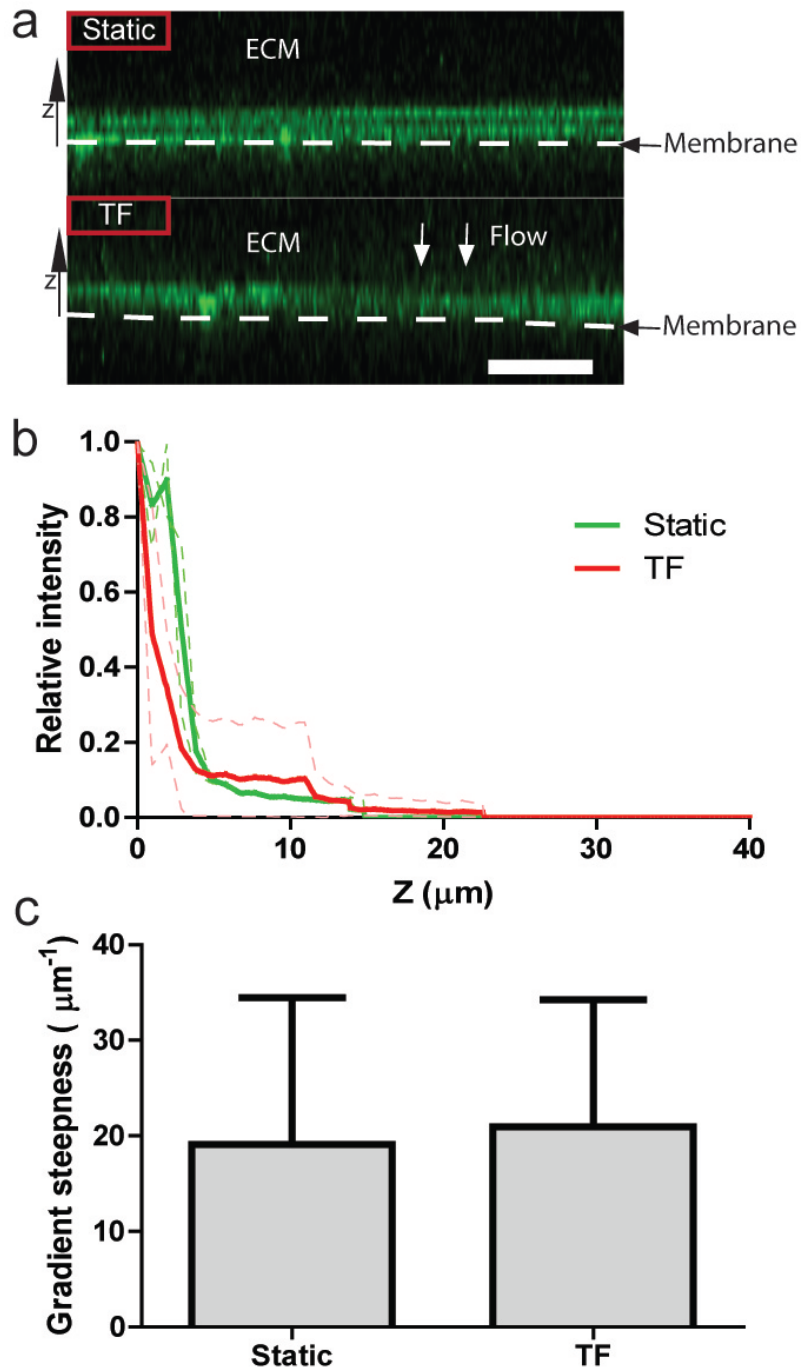 a
Static
ECM
z
Membrane
TF
ECM
Flow
z
Membrane
b
1.0
0.8
0.6
0.4
0.2
0.0
Relative intensity
Static
TF
0 10 20 30 40
Z (μm)
c
40
30
20
10
0
Gradient steepness ( μm⁻¹)
Static TF